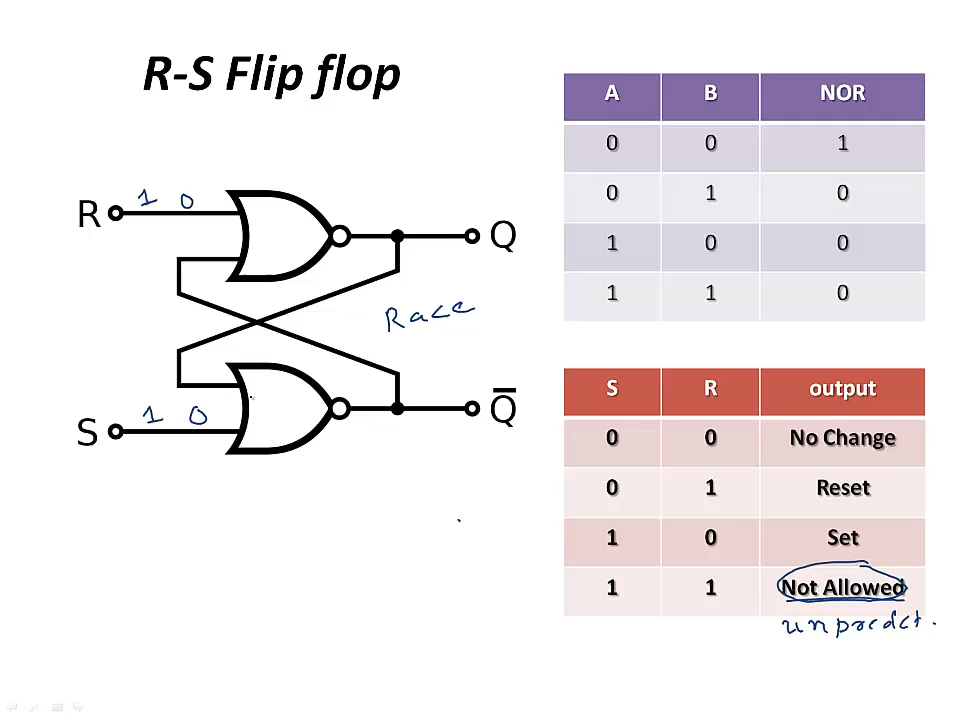 R-S Flip flop
R 1 0
Q
Race
S 1 0
Q̅
A B NOR
0 0 1
0 1 0
1 0 0
1 1 0
S R output
0 0 No Change
0 1 Reset
1 0 Set
1 1 Not Allowed
unpredct.